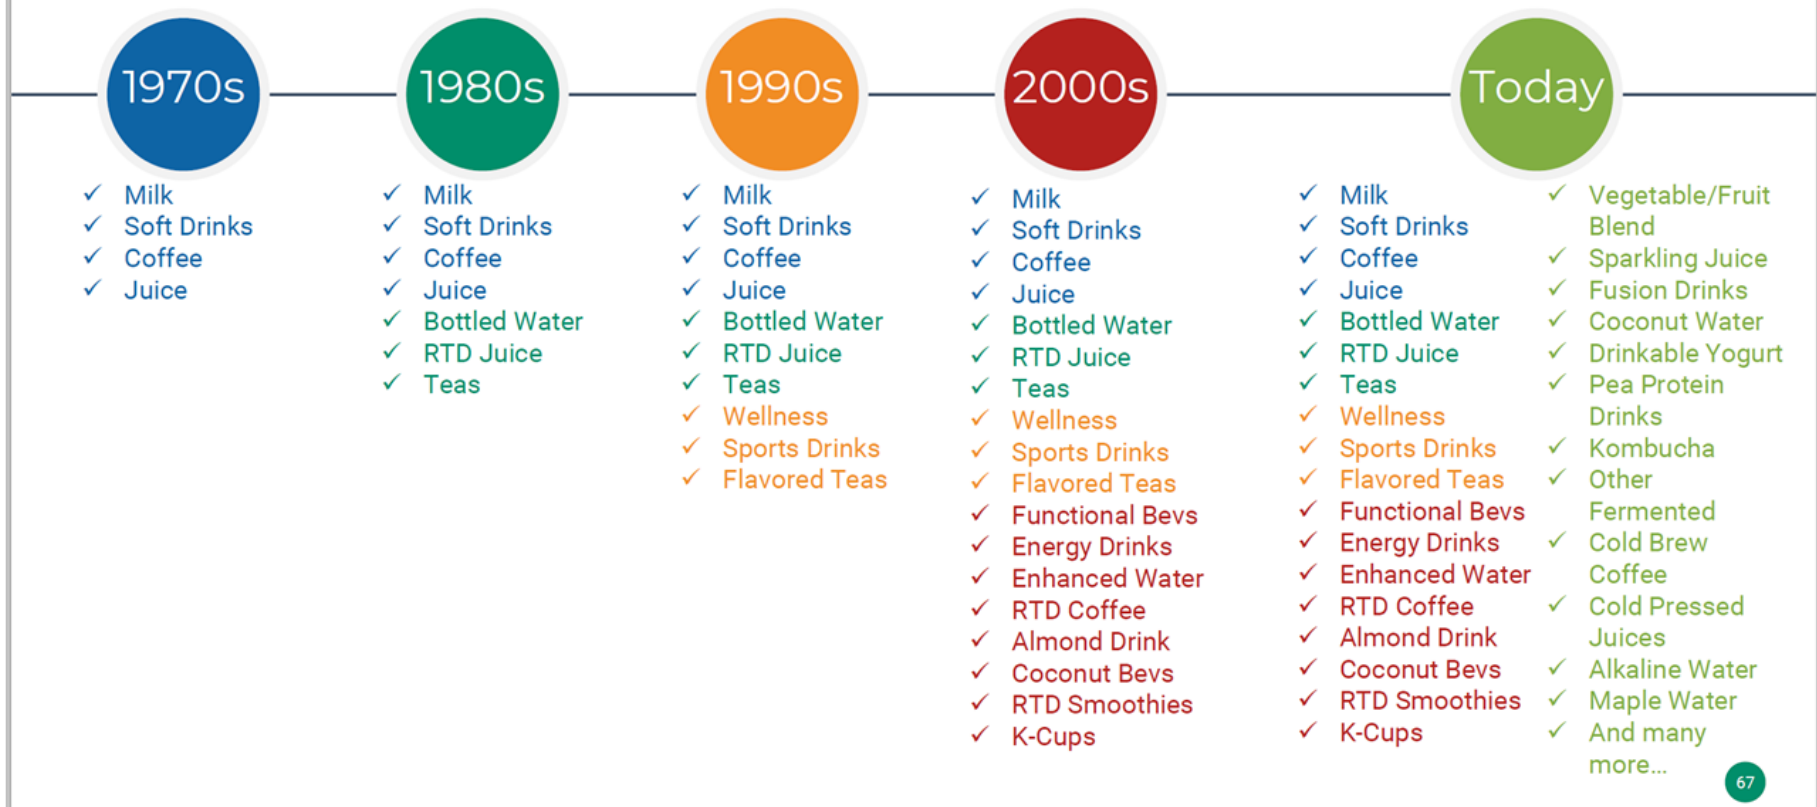 1970s
Milk
Soft Drinks
Coffee
Juice
1980s
Milk
Soft Drinks
Coffee
Juice
Bottled Water
RTD Juice
Teas
1990s
Milk
Soft Drinks
Coffee
Juice
Bottled Water
RTD Juice
Teas
Wellness
Sports Drinks
Flavored Teas
2000s
Milk
Soft Drinks
Coffee
Juice
Bottled Water
RTD Juice
Teas
Wellness
Sports Drinks
Flavored Teas
Functional Bevs
Energy Drinks
Enhanced Water
RTD Coffee
Almond Drink
Coconut Bevs
RTD Smoothies
K-Cups
Today
Milk
Soft Drinks
Coffee
Juice
Bottled Water
RTD Juice
Teas
Wellness
Sports Drinks
Flavored Teas
Functional Bevs
Energy Drinks
Enhanced Water
RTD Coffee
Almond Drink
Coconut Bevs
RTD Smoothies
K-Cups
Vegetable/Fruit
Blend
Sparkling Juice
Fusion Drinks
Coconut Water
Drinkable Yogurt
Pea Protein
Drinks
Kombucha
Other
Fermented
Cold Brew
Coffee
Cold Pressed
Juices
Alkaline Water
Maple Water
And many
more...
67